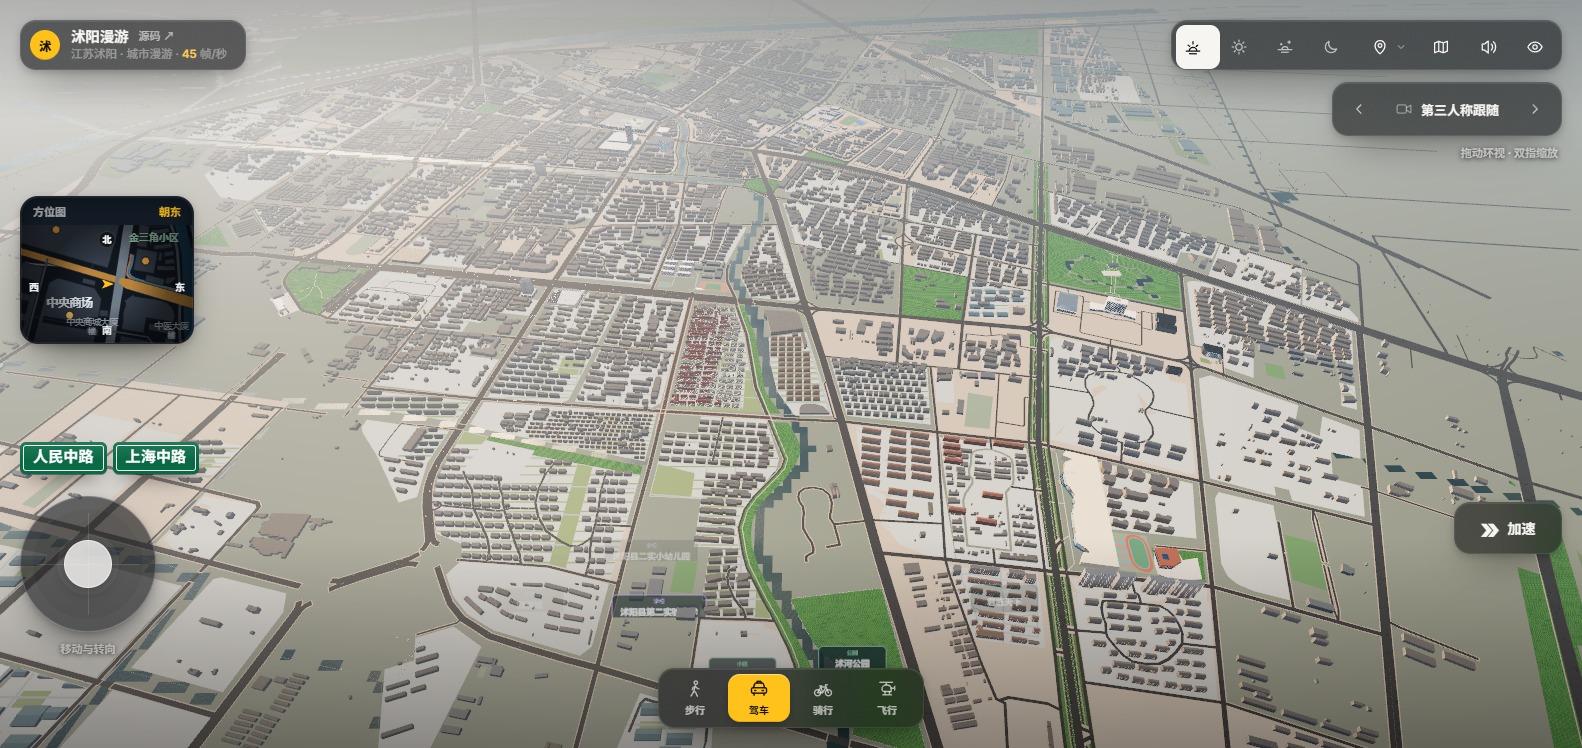 沭
沭阳漫游 源码 ↗
江苏沭阳 · 城市漫游 · 45 帧/秒
第三人称跟随
拖动环视 · 双指缩放
方位图 朝东
北 金三角小区
西 东
中央商场
中央商城大厦
南 中医大厦
人民中路 上海中路
加速
移动与转向
沭阳县第二实
公园
沭河公园
步行 驾车 骑行 飞行